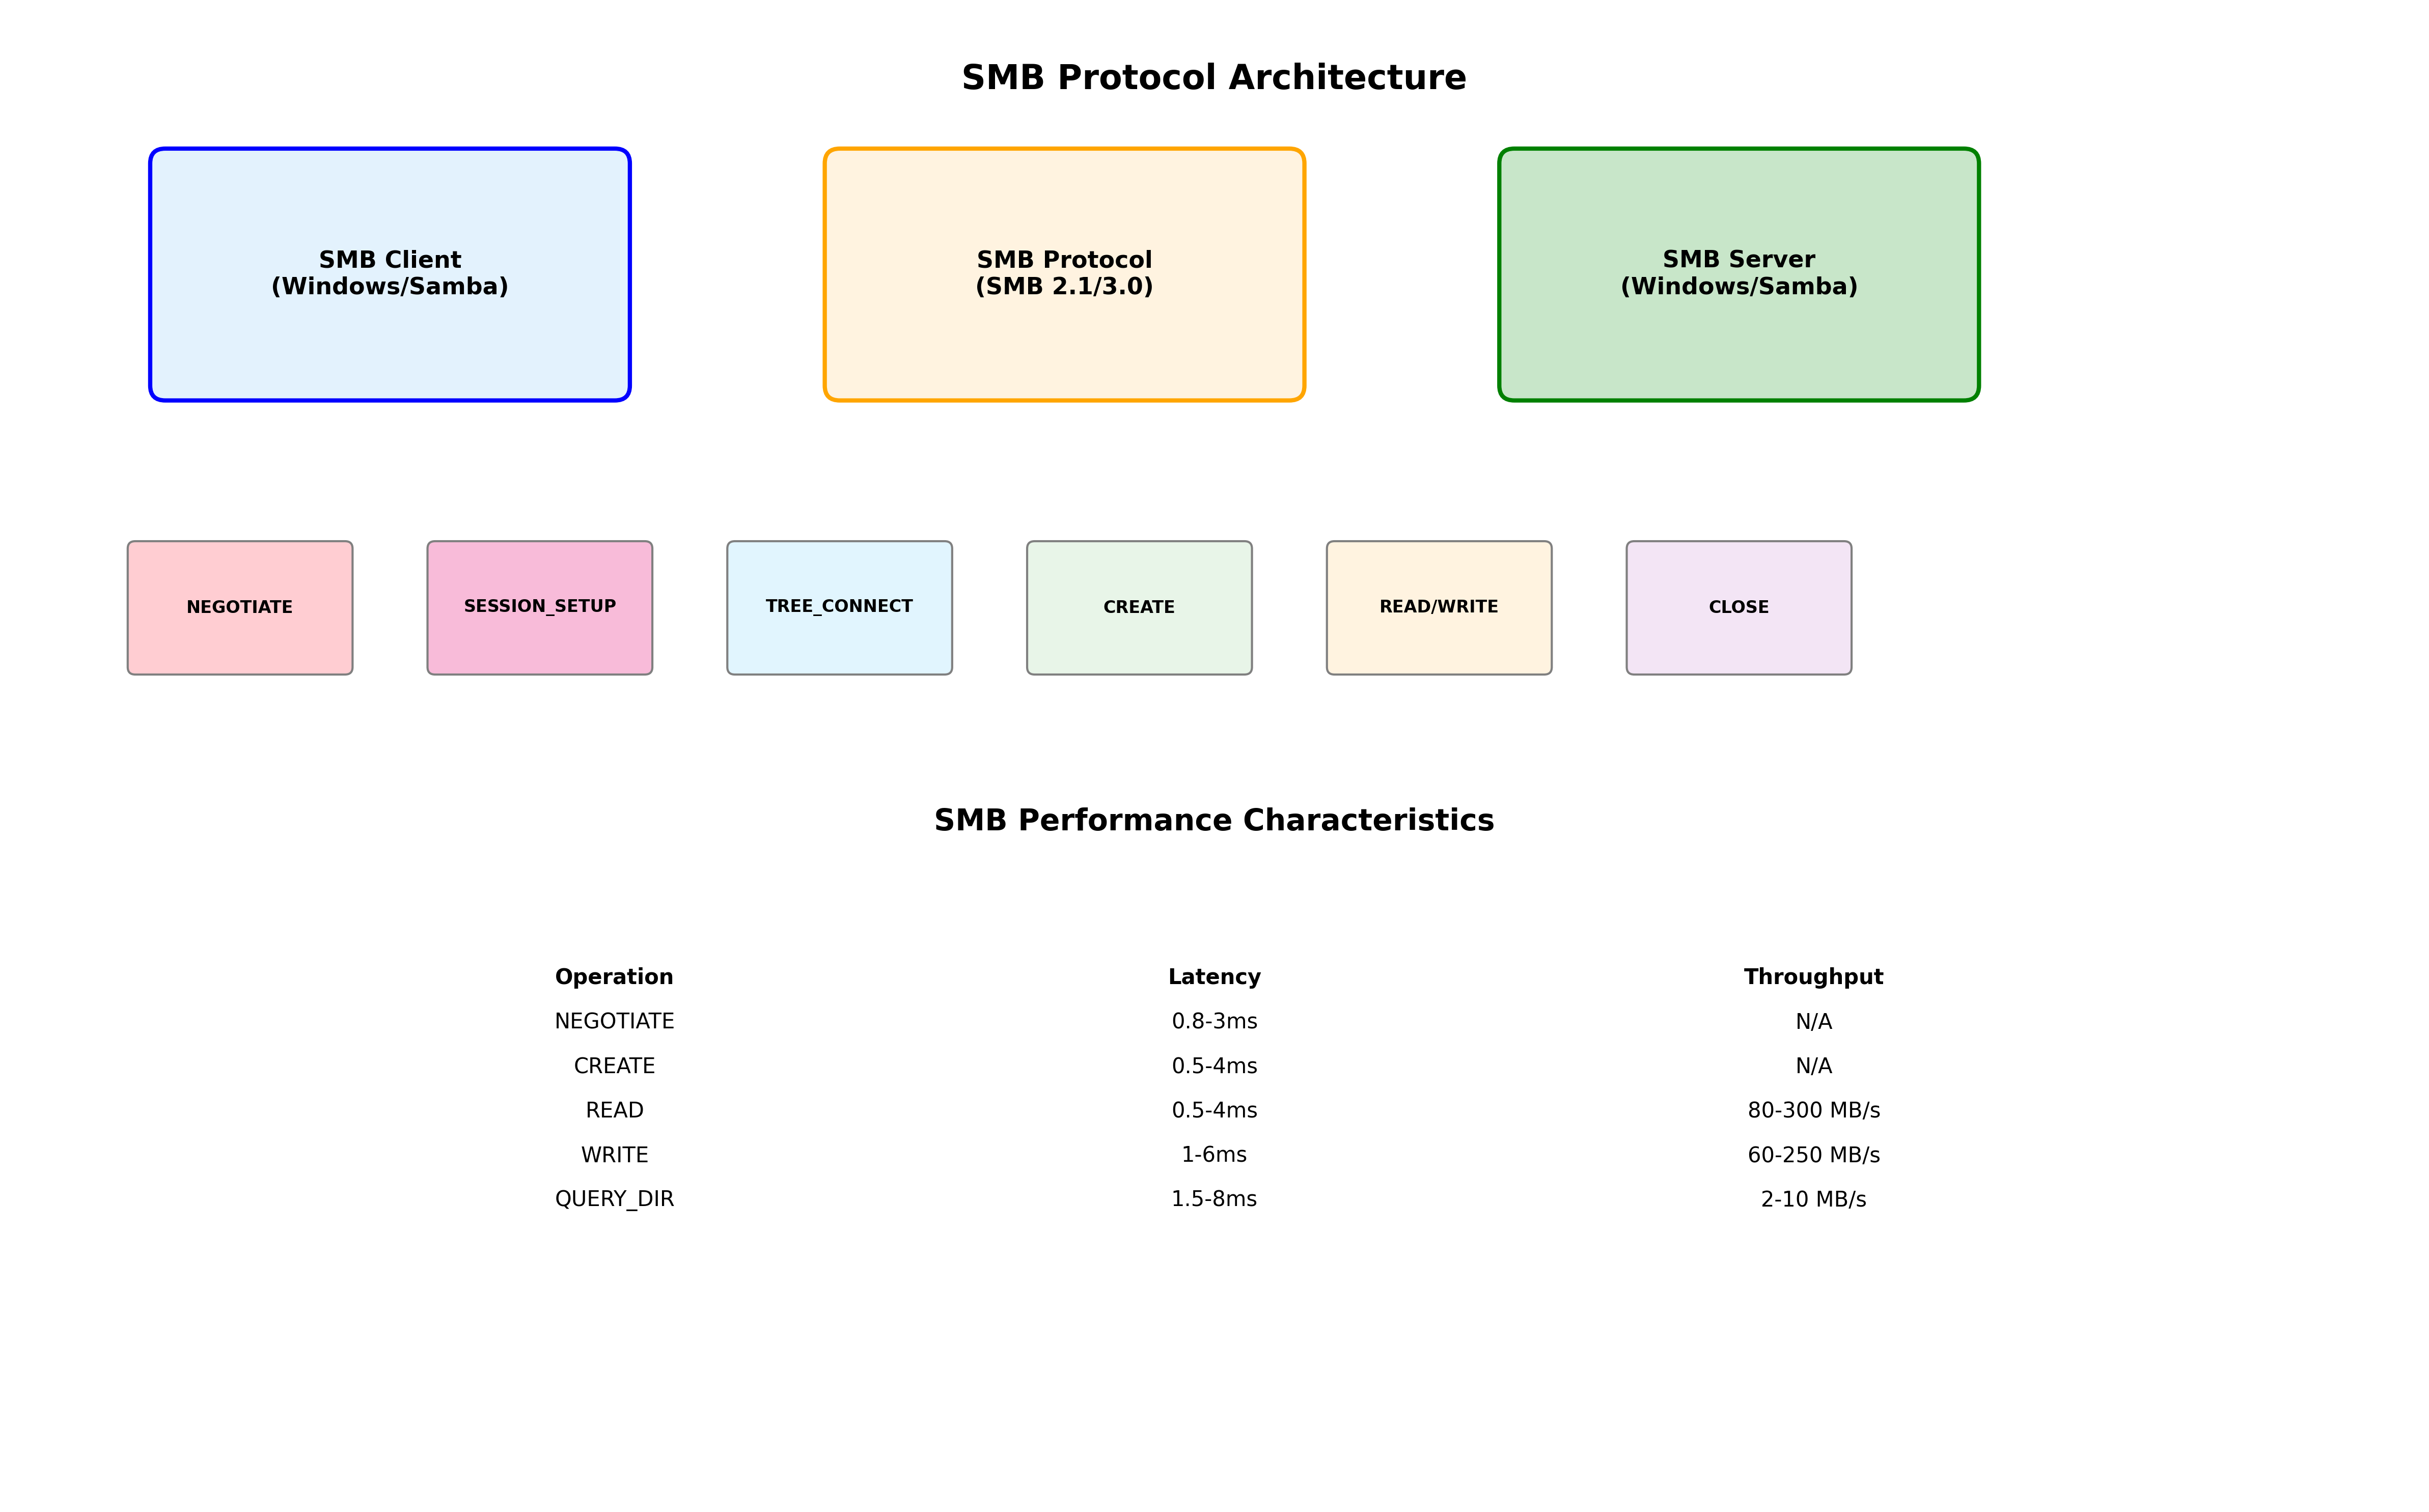 SMB Protocol Architecture
SMB Client
(Windows/Samba)
SMB Protocol
(SMB 2.1/3.0)
SMB Server
(Windows/Samba)
NEGOTIATE
SESSION_SETUP
TREE_CONNECT
CREATE
READ/WRITE
CLOSE
SMB Performance Characteristics
Operation Latency Throughput
NEGOTIATE 0.8-3ms N/A
CREATE 0.5-4ms N/A
READ 0.5-4ms 80-300 MB/s
WRITE 1-6ms 60-250 MB/s
QUERY_DIR 1.5-8ms 2-10 MB/s